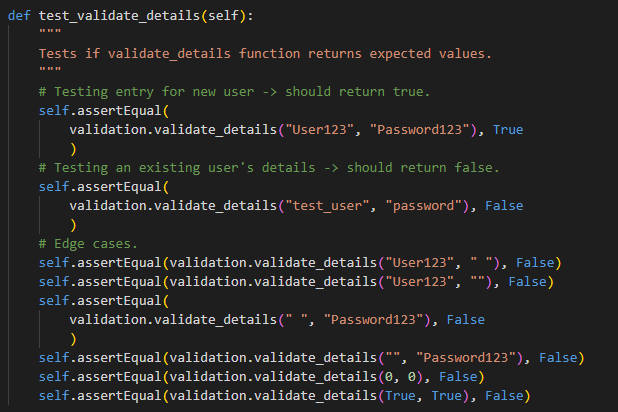 def test_validate_details(self):
    """
    Tests if validate_details function returns expected values.
    """
    # Testing entry for new user -> should return true.
    self.assertEqual(
        validation.validate_details("User123", "Password123"), True
        )
    # Testing an existing user's details -> should return false.
    self.assertEqual(
        validation.validate_details("test_user", "password"), False
        )
    # Edge cases.
    self.assertEqual(validation.validate_details("User123", " "), False)
    self.assertEqual(validation.validate_details("User123", ""), False)
    self.assertEqual(
        validation.validate_details(" ", "Password123"), False
        )
    self.assertEqual(validation.validate_details("", "Password123"), False)
    self.assertEqual(validation.validate_details(0, 0), False)
    self.assertEqual(validation.validate_details(True, True), False)